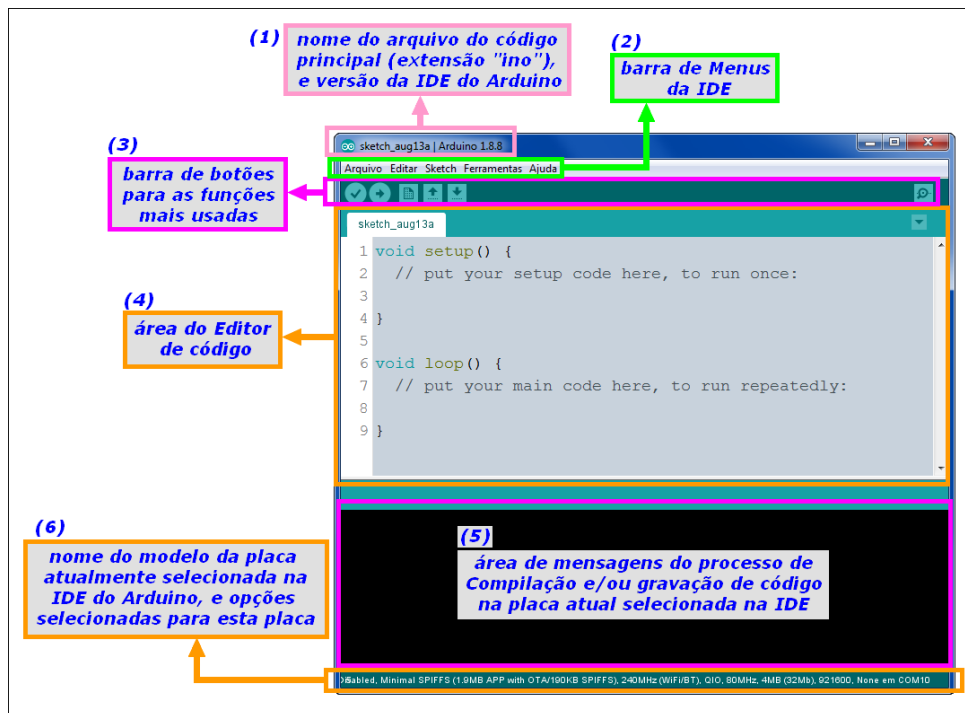 (1)
nome do arquivo do código
principal (extensão "ino"),
e versão da IDE do Arduino
(2)
barra de Menus
da IDE
(3)
barra de botões
para as funções
mais usadas
sketch_aug13a | Arduino 1.8.8
Arquivo Editar Sketch Ferramentas Ajuda
sketch_aug13a
1 void setup() {
2 // put your setup code here, to run once:
3
4 }
5
6 void loop() {
7 // put your main code here, to run repeatedly:
8
9 }
(4)
área do Editor
de código
(5)
área de mensagens do processo de
Compilação e/ou gravação de código
na placa atual selecionada na IDE
(6)
nome do modelo da placa
atualmente selecionada na
IDE do Arduino, e opções
selecionadas para esta placa
Minimal SPIFFS (1.9MB APP with OTA/190KB SPIFFS), 240MHz (WiFi/BT), QIO, 80MHz, 4MB (32Mb), 921600, None em COM10